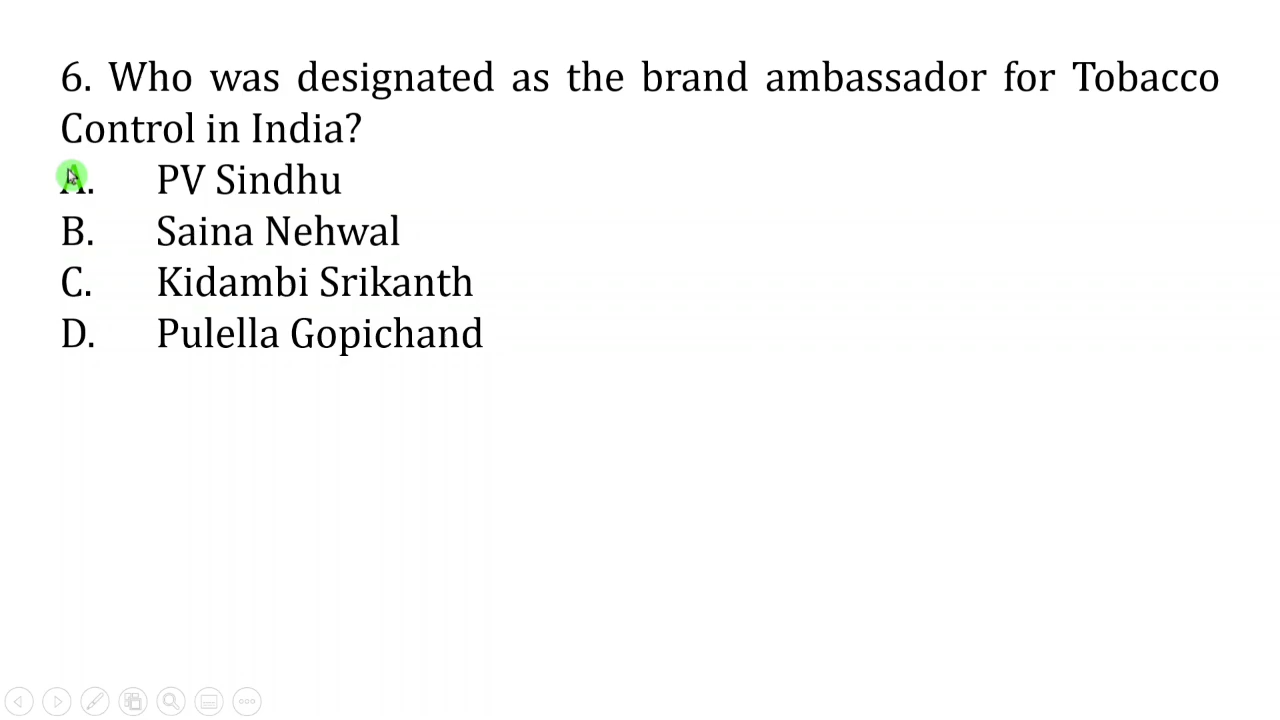 6. Who was designated as the brand ambassador for Tobacco
Control in India?
A. PV Sindhu
B. Saina Nehwal
C. Kidambi Srikanth
D. Pulella Gopichand